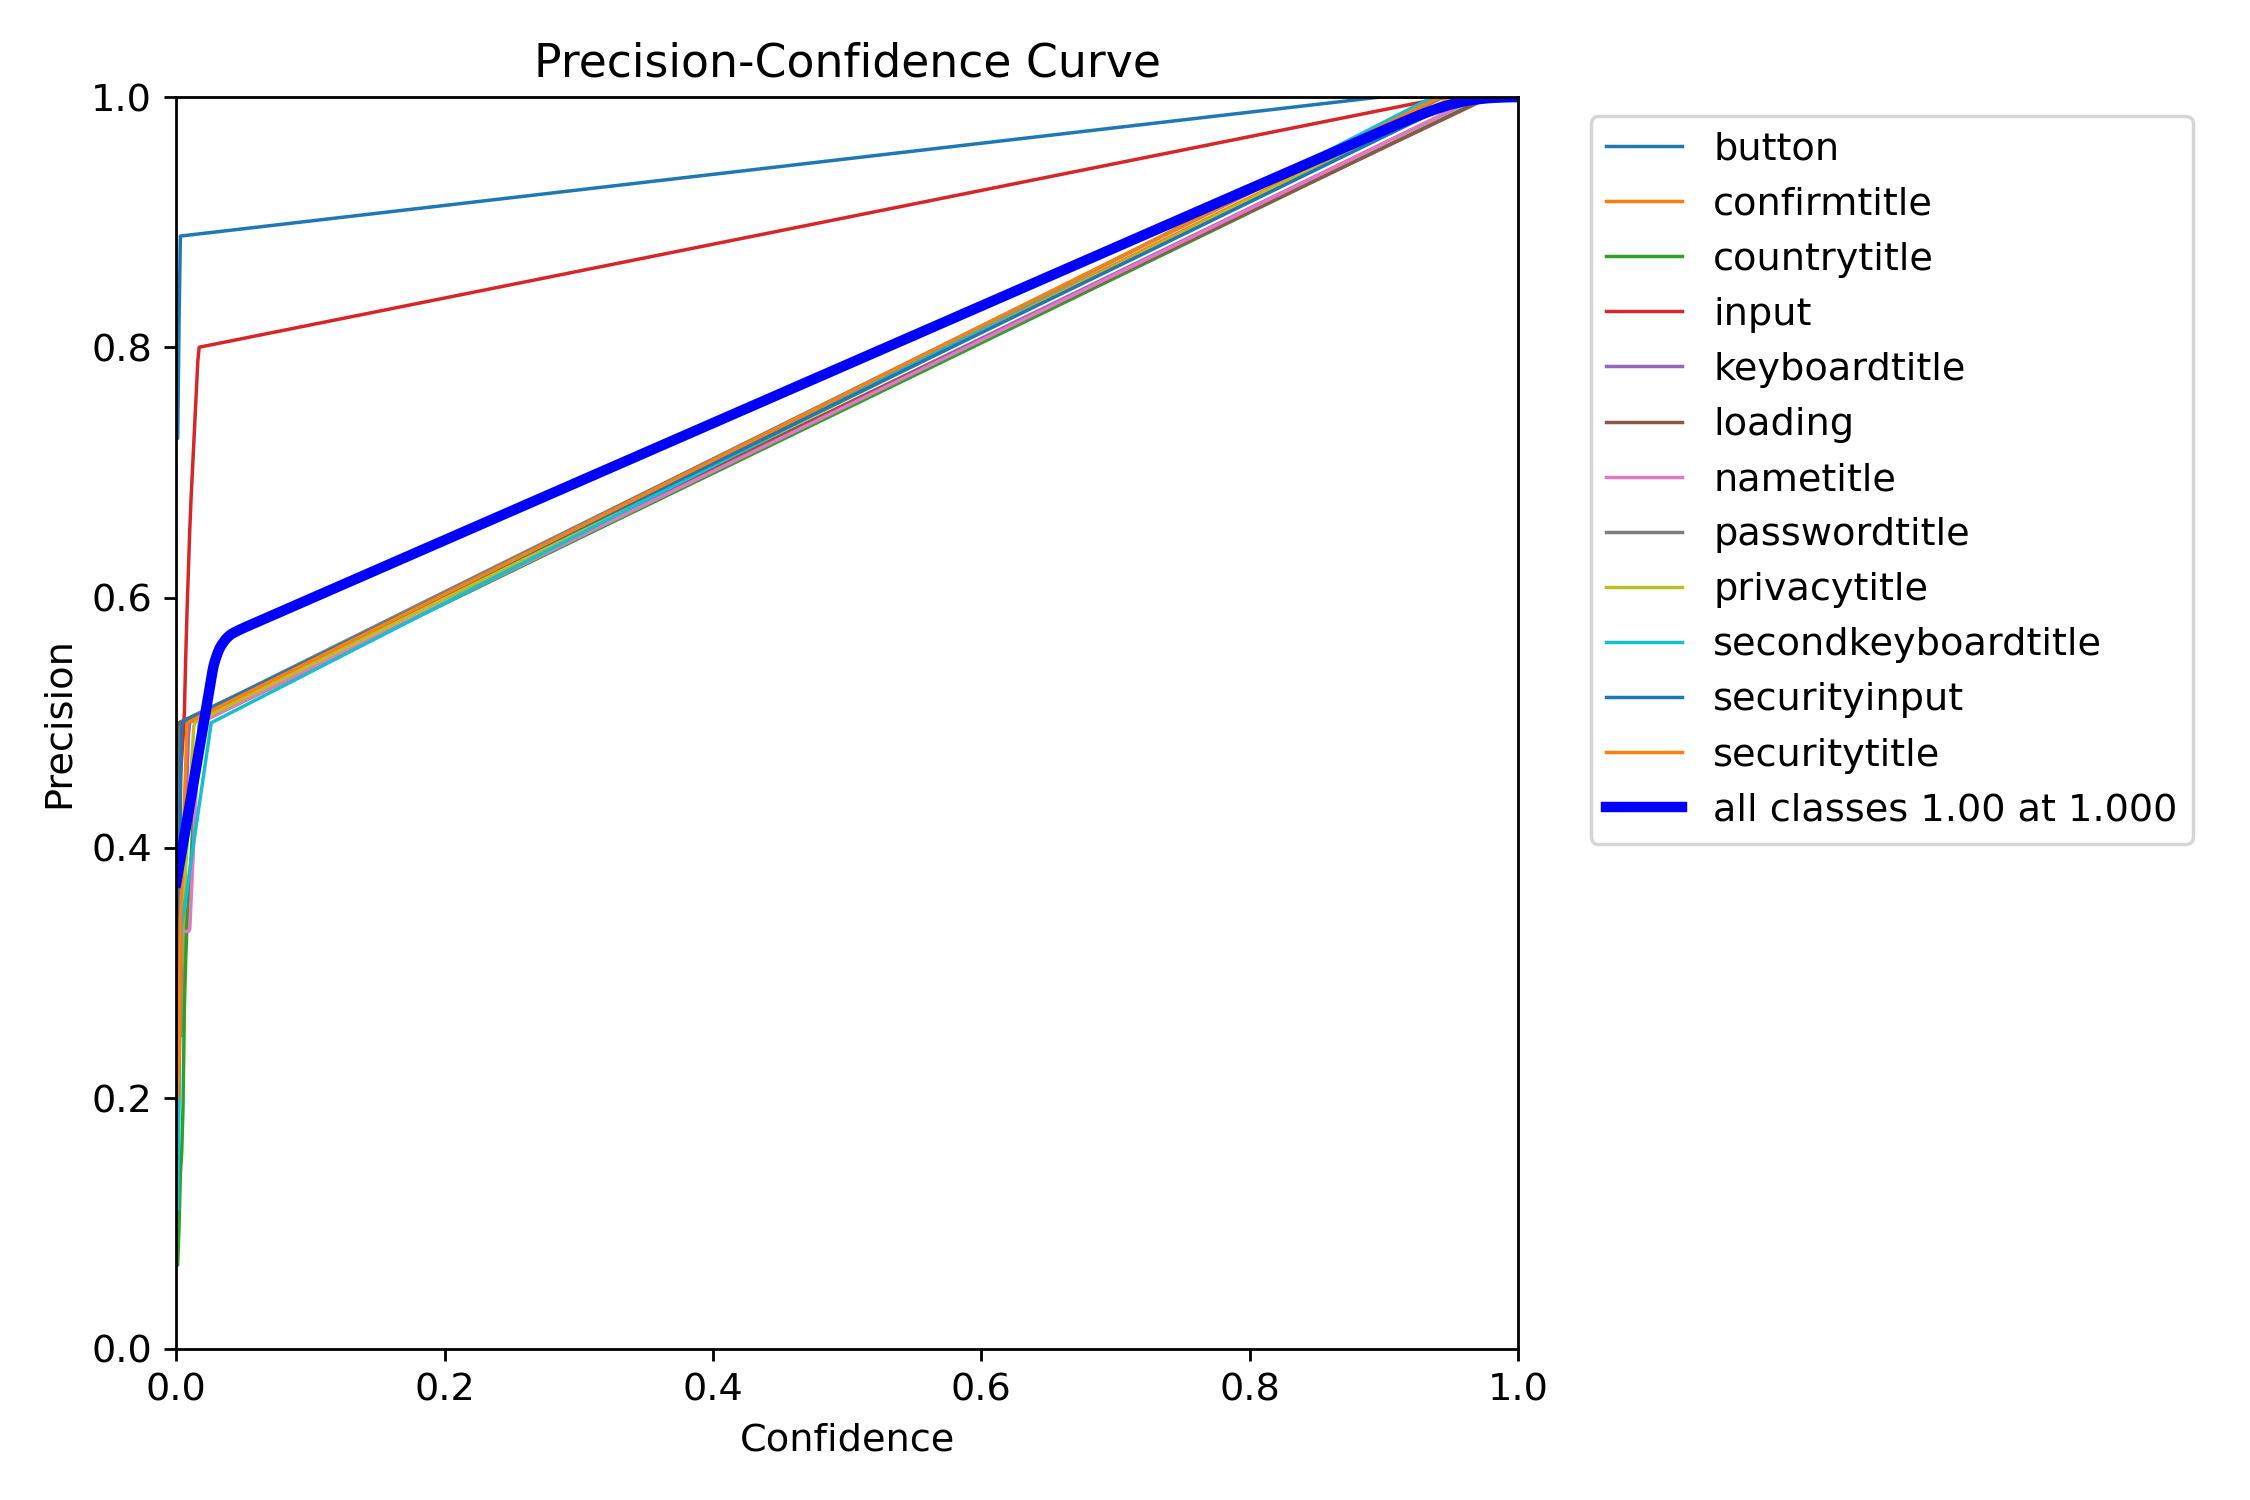 Precision-Confidence Curve
1.0
0.8
0.6
0.4
0.2
0.0
Precision
0.0 0.2 0.4 0.6 0.8 1.0
Confidence
button
confirmtitle
countrytitle
input
keyboardtitle
loading
nametitle
passwordtitle
privacytitle
secondkeyboardtitle
securityinput
securitytitle
all classes 1.00 at 1.000